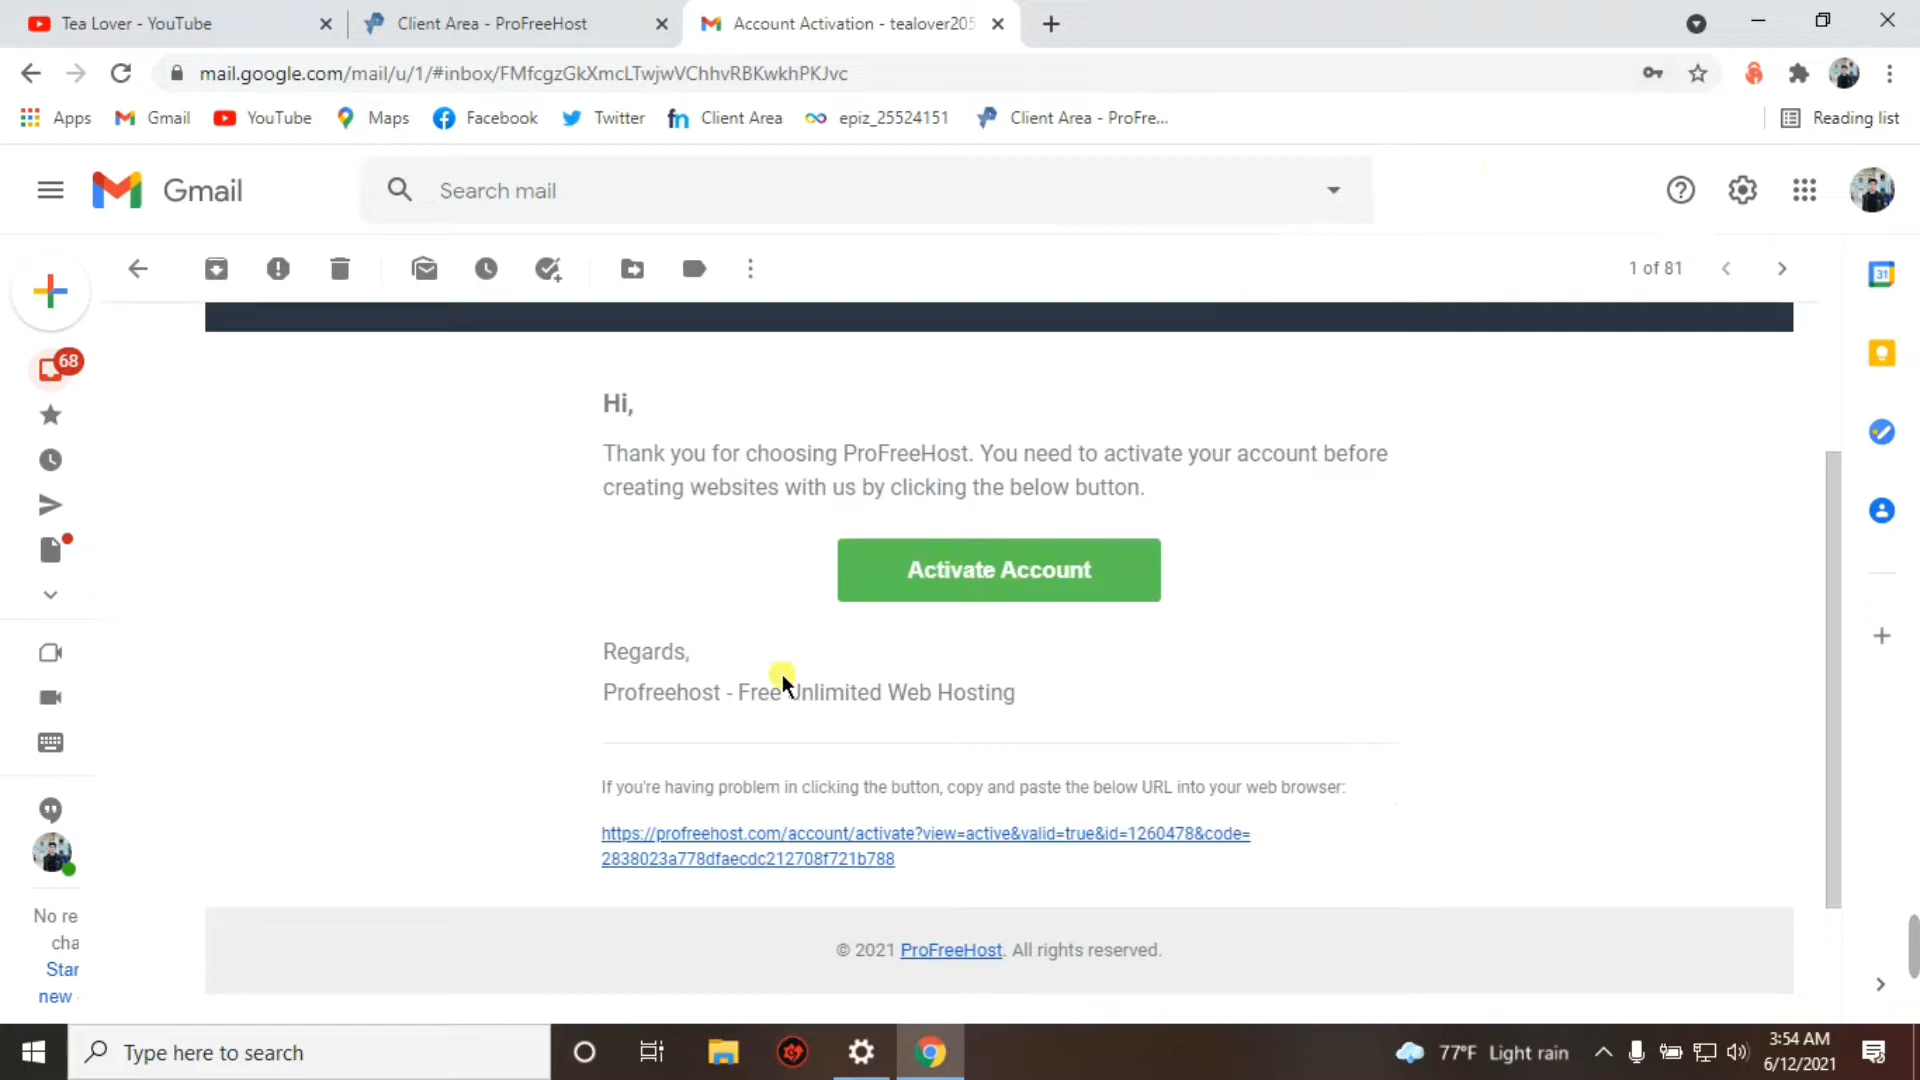 Tea Lover - YouTube
Client Area - ProFreeHost
Account Activation - tealover205
mail.google.com/mail/u/1/#inbox/FMfcgzGkXmcLTwjwVChhvRBKwkhPKJvc
Apps
Gmail
YouTube
Maps
Facebook
Twitter
Client Area
epiz_25524151
Client Area - ProFre...
Reading list
Gmail
Search mail
1 of 81
31
68
Hi,
Thank you for choosing ProFreeHost. You need to activate your account before
creating websites with us by clicking the below button.
Activate Account
Regards,
Profreehost - Free Unlimited Web Hosting
If you're having problem in clicking the button, copy and paste the below URL into your web browser:
https://profreehost.com/account/activate?view=active&valid=true&id=1260478&code=
2838023a778dfaecdc212708f721b788
No re
cha
Star
new
© 2021 ProFreeHost. All rights reserved.
Type here to search
77°F Light rain
3:54 AM
6/12/2021